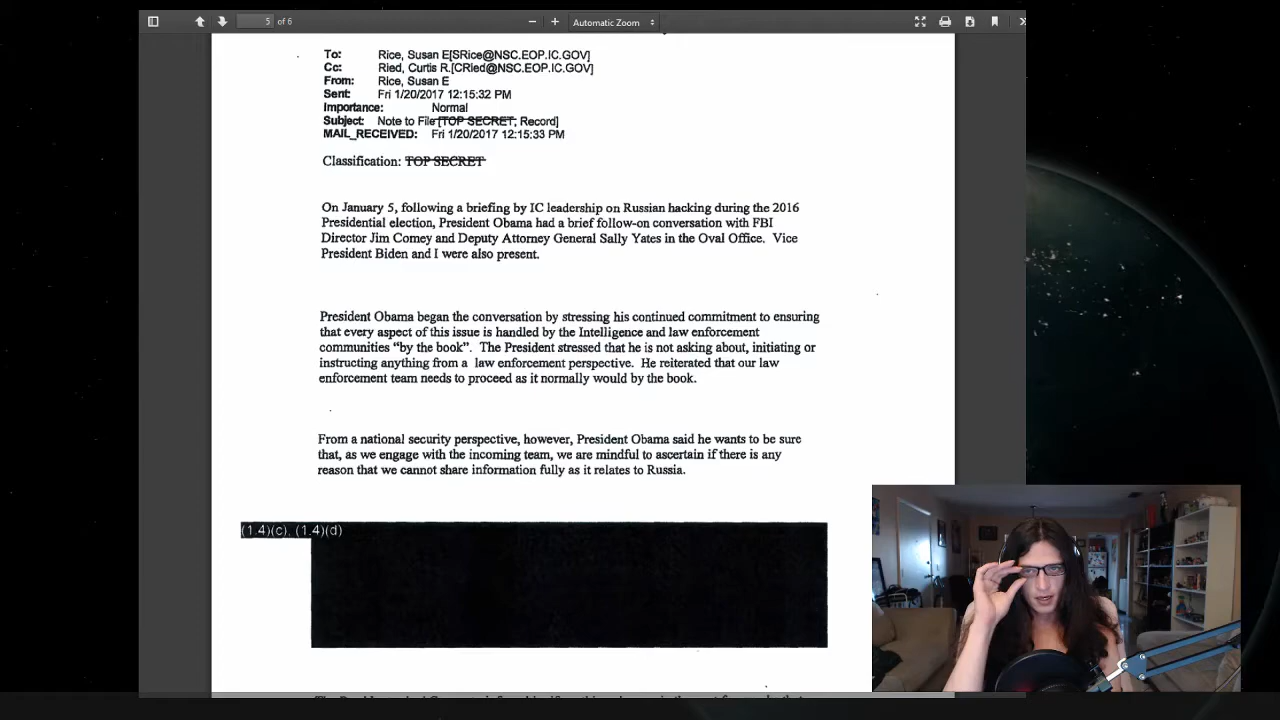 5 of 6
Automatic Zoom
To: Rice, Susan E[SRice@NSC.EOP.IC.GOV]
Cc: Ried, Curtis R.[CRied@NSC.EOP.IC.GOV]
From: Rice, Susan E
Sent: Fri 1/20/2017 12:15:32 PM
Importance: Normal
Subject: Note to File [TOP SECRET, Record]
MAIL_RECEIVED: Fri 1/20/2017 12:15:33 PM
Classification: TOP SECRET
On January 5, following a briefing by IC leadership on Russian hacking during the 2016
Presidential election, President Obama had a brief follow-on conversation with FBI
Director Jim Comey and Deputy Attorney General Sally Yates in the Oval Office. Vice
President Biden and I were also present.
President Obama began the conversation by stressing his continued commitment to ensuring
that every aspect of this issue is handled by the Intelligence and law enforcement
communities “by the book”. The President stressed that he is not asking about, initiating or
instructing anything from a law enforcement perspective. He reiterated that our law
enforcement team needs to proceed as it normally would by the book.
From a national security perspective, however, President Obama said he wants to be sure
that, as we engage with the incoming team, we are mindful to ascertain if there is any
reason that we cannot share information fully as it relates to Russia.
(1.4)(c), (1.4)(d)